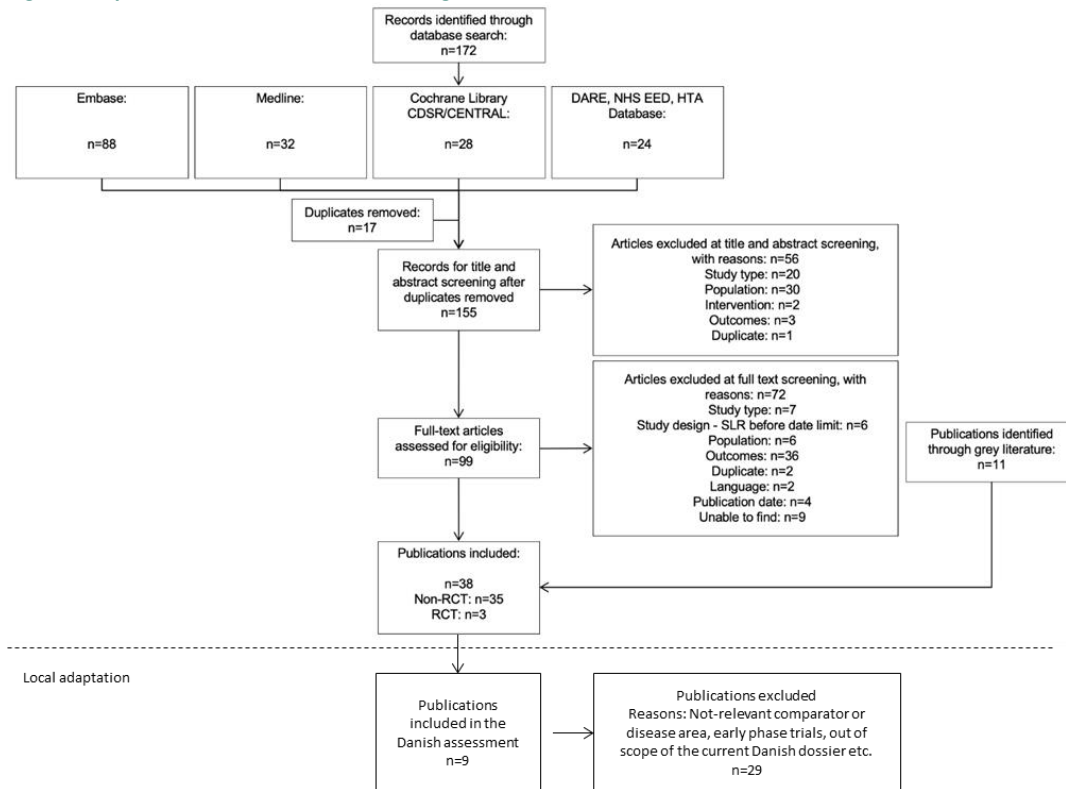 Records identified through
database search:
n=172
Embase:
n=88
Medline:
n=32
Cochrane Library
CDSR/CENTRAL:
n=28
DARE, NHS EED, HTA
Database:
n=24
Duplicates removed:
n=17
Records for title and
abstract screening after
duplicates removed
n=155
Articles excluded at title and abstract screening,
with reasons: n=56
Study type: n=20
Population: n=30
Intervention: n=2
Outcomes: n=3
Duplicate: n=1
Full-text articles
assessed for eligibility:
n=99
Articles excluded at full text screening, with
reasons: n=72
Study type: n=7
Study design - SLR before date limit: n=6
Population: n=6
Outcomes: n=36
Duplicate: n=2
Language: n=2
Publication date: n=4
Unable to find: n=9
Publications identified
through grey literature:
n=11
Publications included:
n=38
Non-RCT: n=35
RCT: n=3
Local adaptation
Publications
included in the
Danish assessment
n=9
Publications excluded
Reasons: Not-relevant comparator or
disease area, early phase trials, out of
scope of the current Danish dossier etc.
n=29